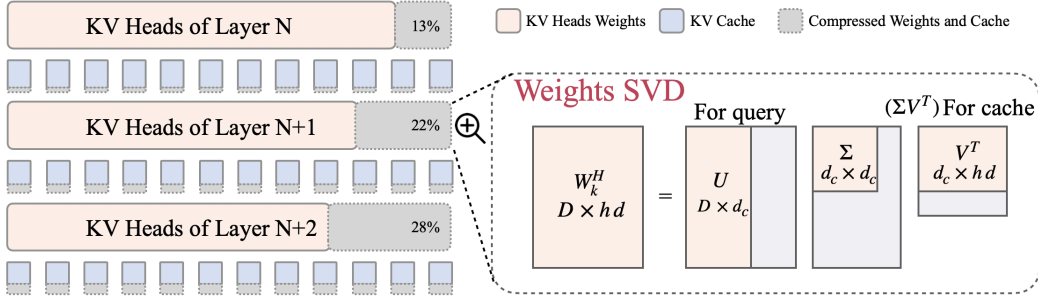 KV Heads of Layer N
13%
KV Heads Weights
KV Cache
Compressed Weights and Cache
KV Heads of Layer N+1
22%
KV Heads of Layer N+2
28%
Weights SVD
For query
(ΣV^T) For cache
W_k^H
D × hd
=
U
D × d_c
Σ
d_c × d_c
V^T
d_c × hd